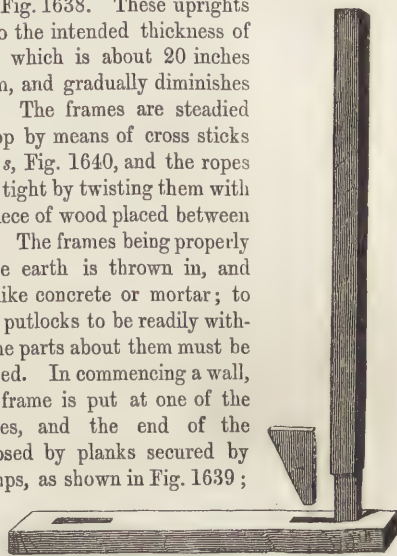 Fig. 1638. These uprights
o the intended thickness of
which is about 20 inches
n, and gradually diminishes
The frames are steadied
op by means of cross sticks
s, Fig. 1640, and the ropes
tight by twisting them with
iece of wood placed between
The frames being properly
e earth is thrown in, and
like concrete or mortar; to
putlocks to be readily with-
he parts about them must be
ed. In commencing a wall,
frame is put at one of the
es, and the end of the
osed by planks secured by
mps, as shown in Fig. 1639;